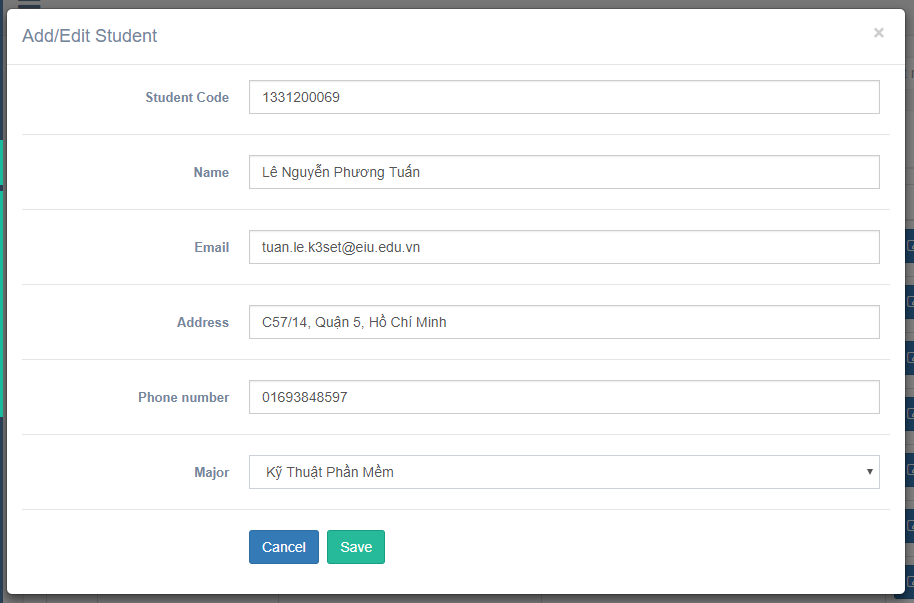 Add/Edit Student ×
Student Code 1331200069
Name Lê Nguyễn Phương Tuấn
Email tuan.le.k3set@eiu.edu.vn
Address C57/14, Quận 5, Hồ Chí Minh
Phone number 01693848597
Major Kỹ Thuật Phần Mềm
Cancel Save